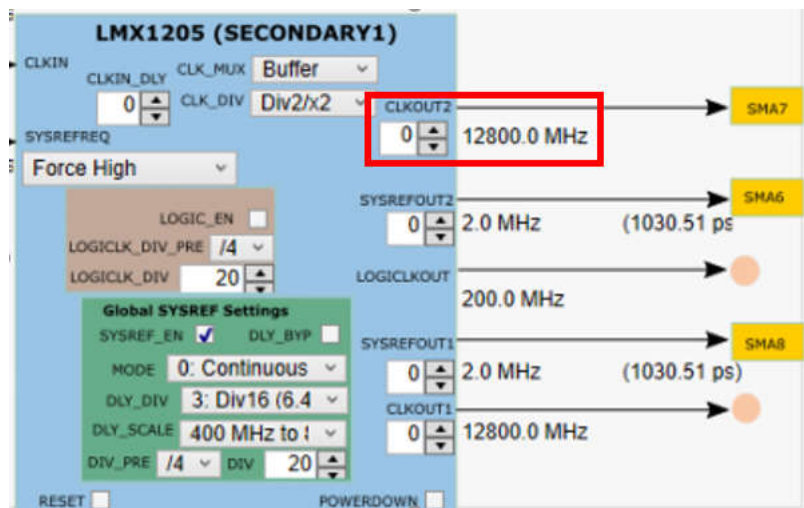 LMX1205 (SECONDARY1)
CLKIN
CLKIN_DLY
0
CLK_MUX Buffer
CLK_DIV Div2/x2
CLKOUT2
0 12800.0 MHz
SMA7
SYSREFREQ
Force High
SYSREFOUT2
0 2.0 MHz (1030.51 ps
SMA6
LOGIC_EN
LOGICLK_DIV_PRE /4
LOGICLK_DIV 20
LOGICLKOUT
200.0 MHz
Global SYSREF Settings
SYSREF_EN DLY_BYP
MODE 0: Continuous
DLY_DIV 3: Div16 (6.4
DLY_SCALE 400 MHz to
DIV_PRE /4 DIV 20
SYSREFOUT1
0 2.0 MHz (1030.51 ps)
SMA8
CLKOUT1
0 12800.0 MHz
RESET
POWERDOWN